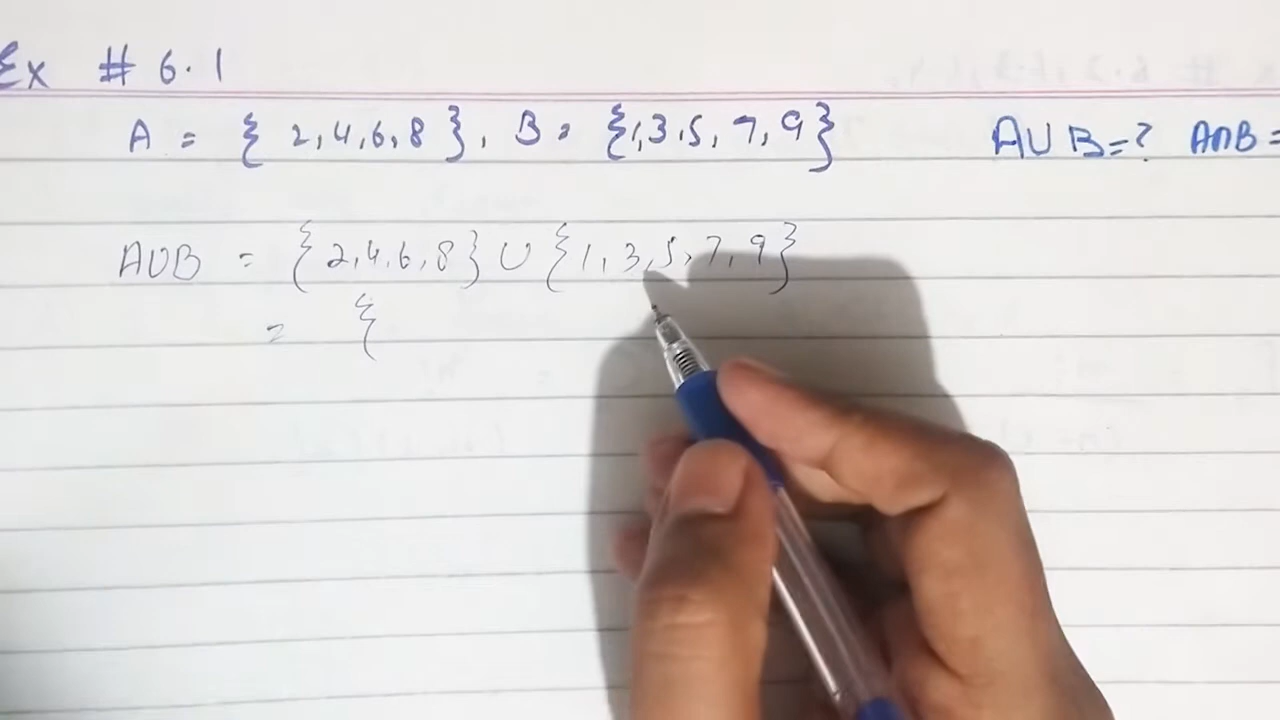 Ex # 6.1
A = { 2,4,6,8 }, B = {1,3,5,7,9} A∪B=? A∩B=
A∪B = {2,4,6,8} ∪ {1,3,5,7,9}
= {